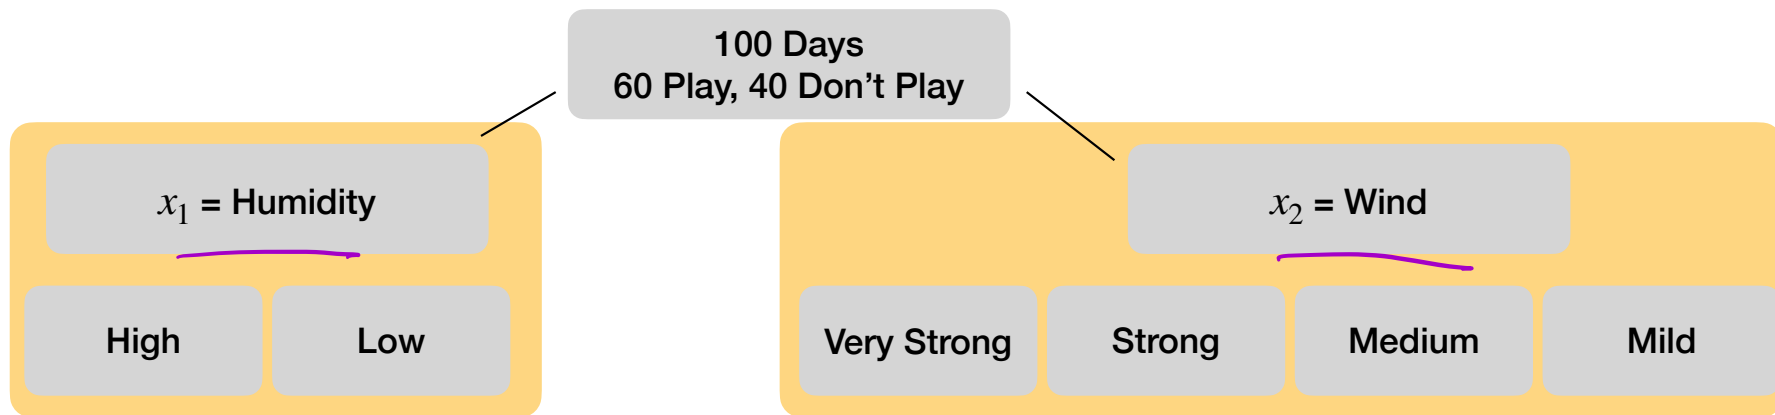 100 Days
60 Play, 40 Don't Play
x₁ = Humidity
x₂ = Wind
High
Low
Very Strong
Strong
Medium
Mild